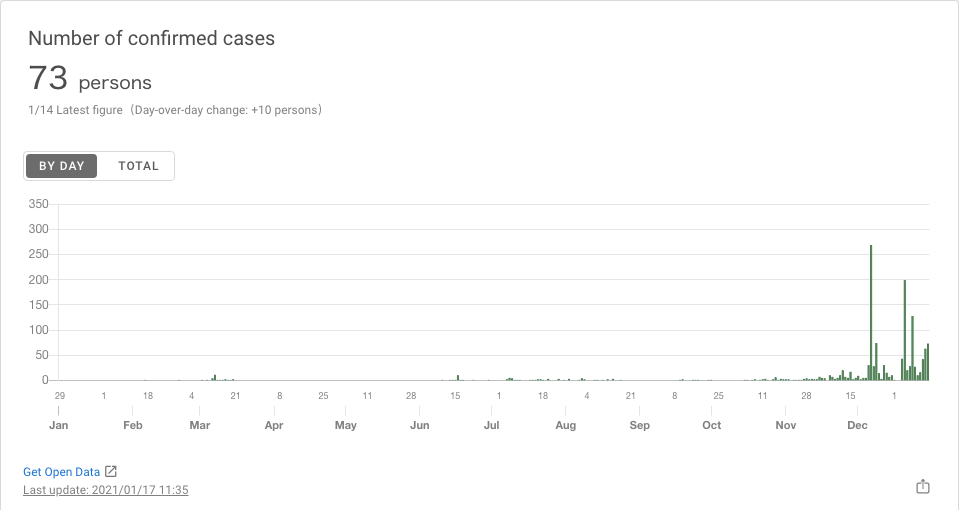 Number of confirmed cases
73 persons
1/14 Latest figure（Day-over-day change: +10 persons）
BY DAY TOTAL
350
300
250
200
150
100
50
0
29 1 18 4 21 8 25 11 28 15 1 18 4 21 8 25 11 28 15 1
Jan Feb Mar Apr May Jun Jul Aug Sep Oct Nov Dec
Get Open Data
Last update: 2021/01/17 11:35